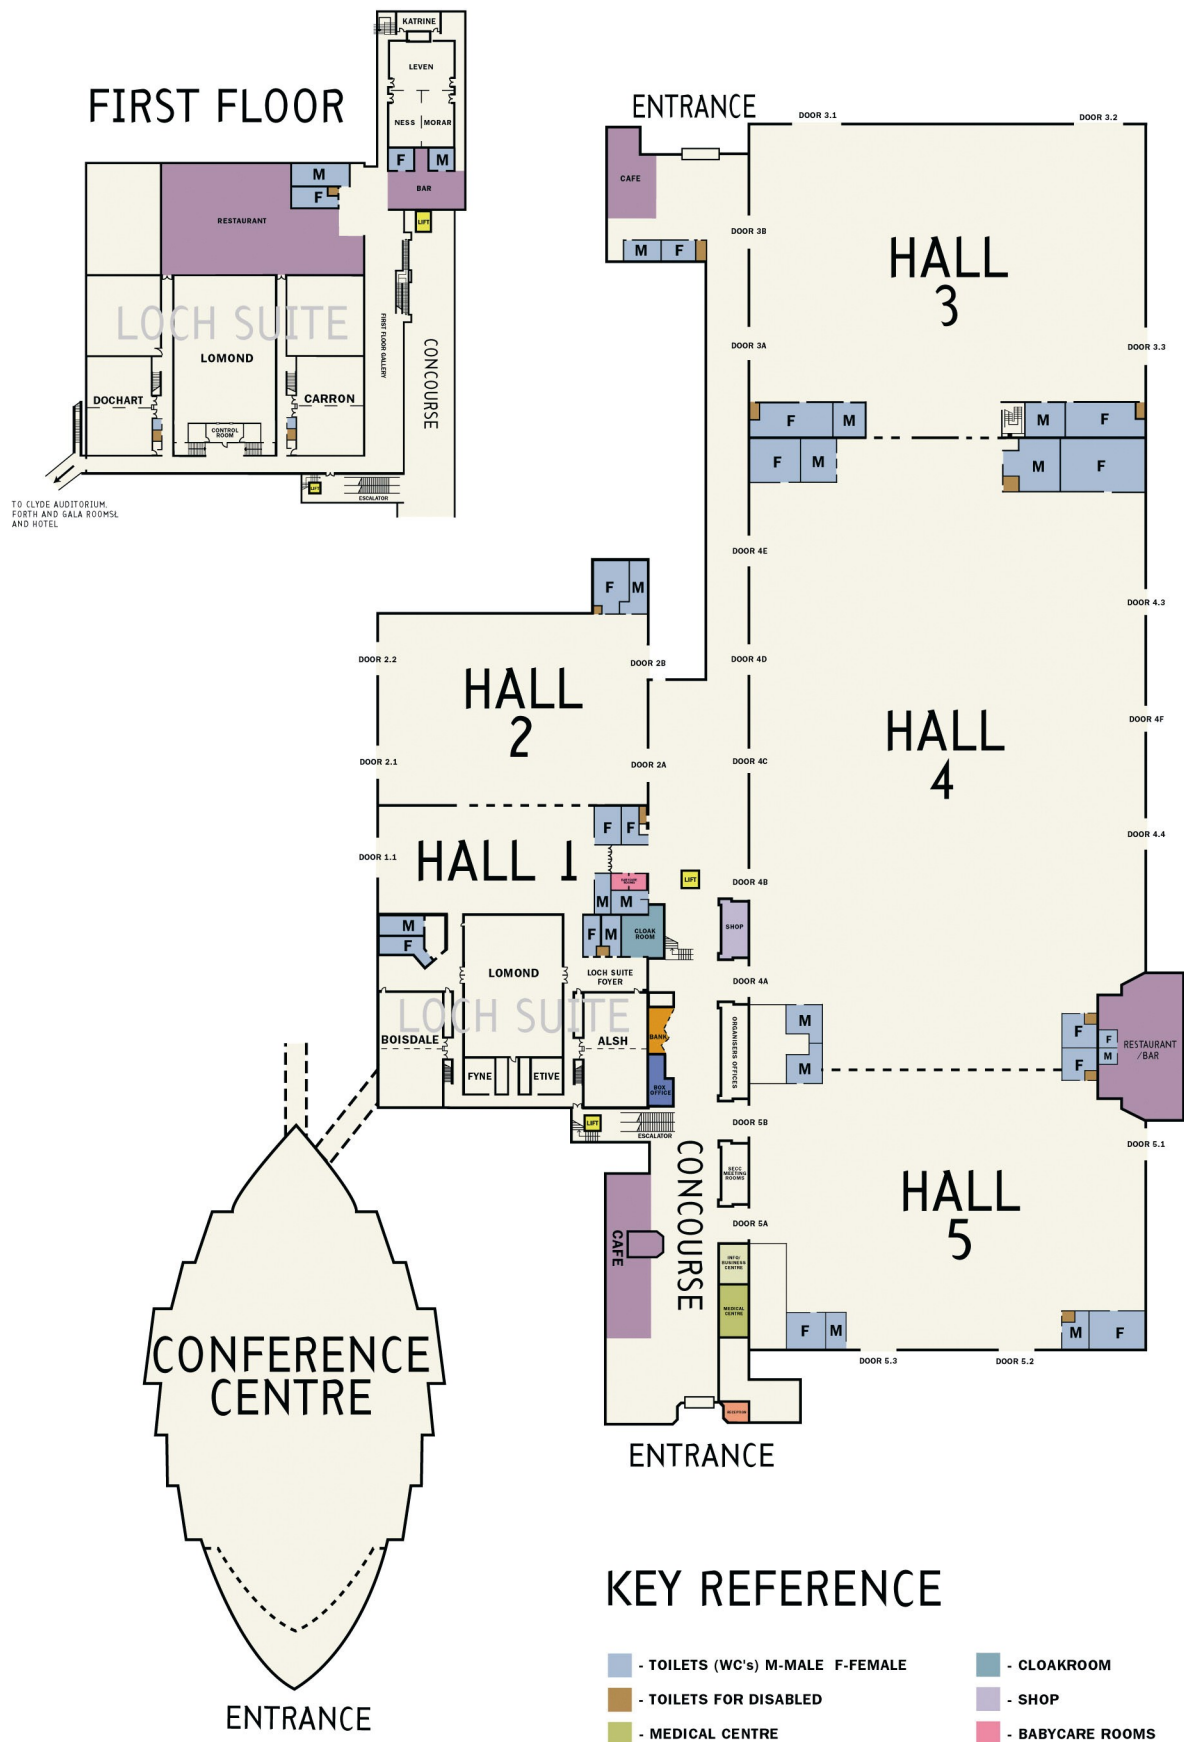 FIRST FLOOR
KATRINE
LEVEN
NESS
MORAR
F
M
BAR
LIFT
M
F
RESTAURANT
LOCH SUITE
LOMOND
DOCHART
CARRON
CONTROL
ROOM
FIRST FLOOR GALLERY
CONCOURSE
LIFT
ESCALATOR
TO CLYDE AUDITORIUM,
FORTH AND GALA ROOMS&
AND HOTEL
ENTRANCE
CAFE
M
F
DOOR 3.1
DOOR 3.2
DOOR 3B
HALL
3
DOOR 3A
DOOR 3.3
F
M
M
F
F
M
M
F
DOOR 4E
DOOR 4.3
F
M
DOOR 2.2
DOOR 2B
DOOR 4D
HALL
2
HALL
4
DOOR 4F
DOOR 2.1
DOOR 2A
DOOR 4C
F
F
DOOR 4.4
DOOR 1.1
HALL 1
LIFT
DOOR 4B
M
M
M
F
F
M
CLOAK
ROOM
SHOP
LOMOND
LOCH SUITE
FOYER
DOOR 4A
LOCH SUITE
BOISDALE
ALSH
BANK
ORGANISERS OFFICES
M
M
F
F
F
M
RESTAURANT
/BAR
FYNE
ETIVE
BOX
OFFICE
LIFT
ESCALATOR
DOOR 5B
DOOR 5.1
CONCOURSE
SECC
MEETING
ROOMS
HALL
5
DOOR 5A
CAFE
INFO/
BUSINESS
CENTRE
MEDICAL
CENTRE
F
M
M
F
DOOR 5.3
DOOR 5.2
RECEPTION
ENTRANCE
CONFERENCE
CENTRE
ENTRANCE
KEY REFERENCE
- TOILETS (WC's) M-MALE F-FEMALE
- CLOAKROOM
- TOILETS FOR DISABLED
- SHOP
- MEDICAL CENTRE
- BABYCARE ROOMS